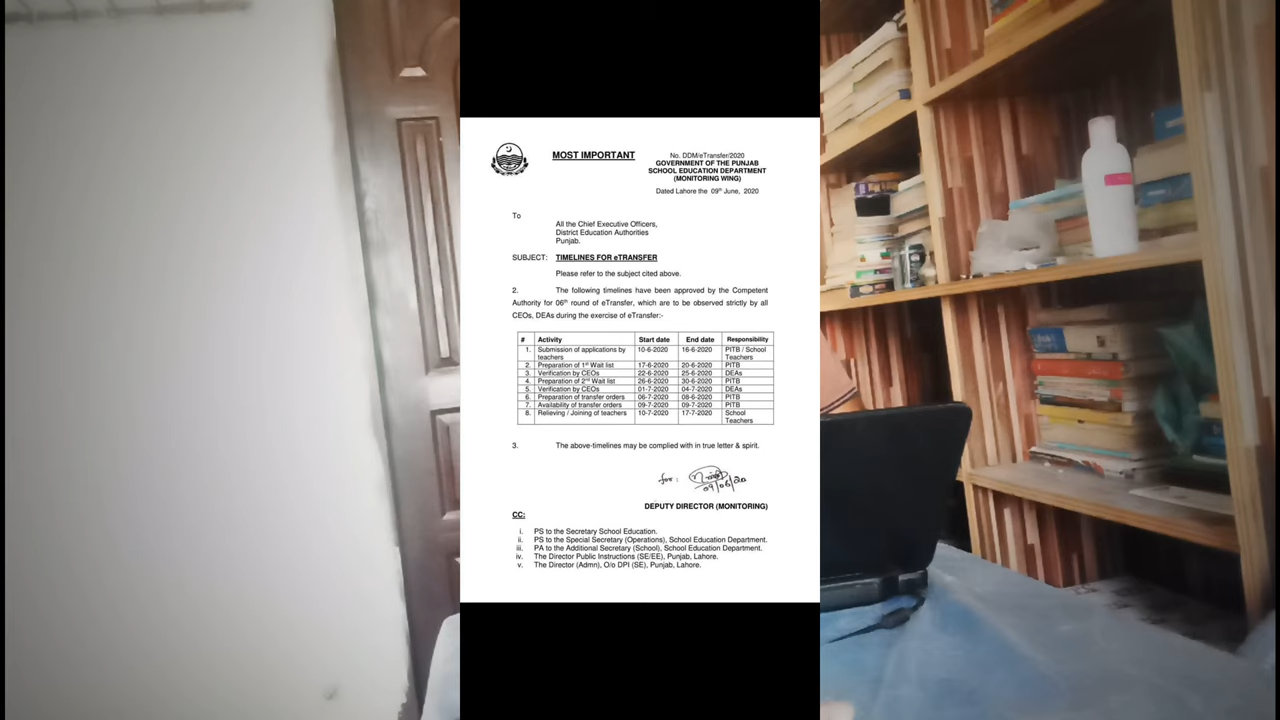 MOST IMPORTANT
No. DDM/eTransfer/2020
GOVERNMENT OF THE PUNJAB
SCHOOL EDUCATION DEPARTMENT
(MONITORING WING)
Dated Lahore the 09th June, 2020
To
All the Chief Executive Officers,
District Education Authorities
Punjab.
SUBJECT: TIMELINES FOR eTRANSFER
Please refer to the subject cited above.
2. The following timelines have been approved by the Competent
Authority for 06th round of eTransfer, which are to be observed strictly by all
CEOs, DEAs during the exercise of eTransfer:-
# Activity Start date End date Responsibility
1. Submission of applications by 10-6-2020 16-6-2020 PITB / School
teachers Teachers
2. Preparation of 1st Wait list 17-6-2020 20-6-2020 PITB
3. Verification by CEOs 22-6-2020 25-6-2020 DEAs
4. Preparation of 2nd Wait list 26-6-2020 30-6-2020 PITB
5. Verification by CEOs 01-7-2020 04-7-2020 DEAs
6. Preparation of transfer orders 06-7-2020 08-6-2020 PITB
7. Availability of transfer orders 09-7-2020 09-7-2020 PITB
8. Relieving / Joining of teachers 10-7-2020 17-7-2020 School
Teachers
3. The above-timelines may be complied with in true letter & spirit.
for:
09/06/20
DEPUTY DIRECTOR (MONITORING)
CC:
i. PS to the Secretary School Education.
ii. PS to the Special Secretary (Operations), School Education Department.
iii. PA to the Additional Secretary (School), School Education Department.
iv. The Director Public Instructions (SE/EE), Punjab, Lahore.
v. The Director (Admn), O/o DPI (SE), Punjab, Lahore.